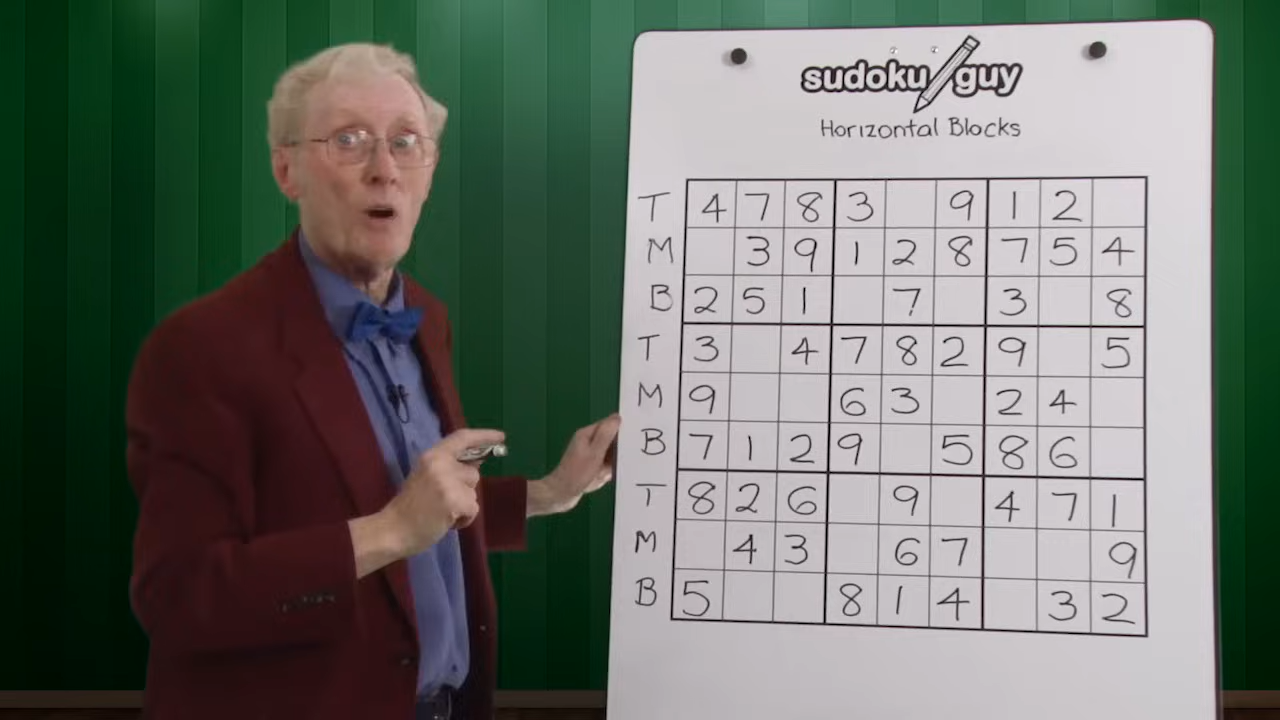 sudoku guy
Horizontal Blocks
T 4 7 8 3 9 1 2
M 3 9 1 2 8 7 5 4
B 2 5 1 7 3 8
T 3 4 7 8 2 9 5
M 9 6 3 2 4
B 7 1 2 9 5 8 6
T 8 2 6 9 4 7 1
M 4 3 6 7 9
B 5 8 1 4 3 2